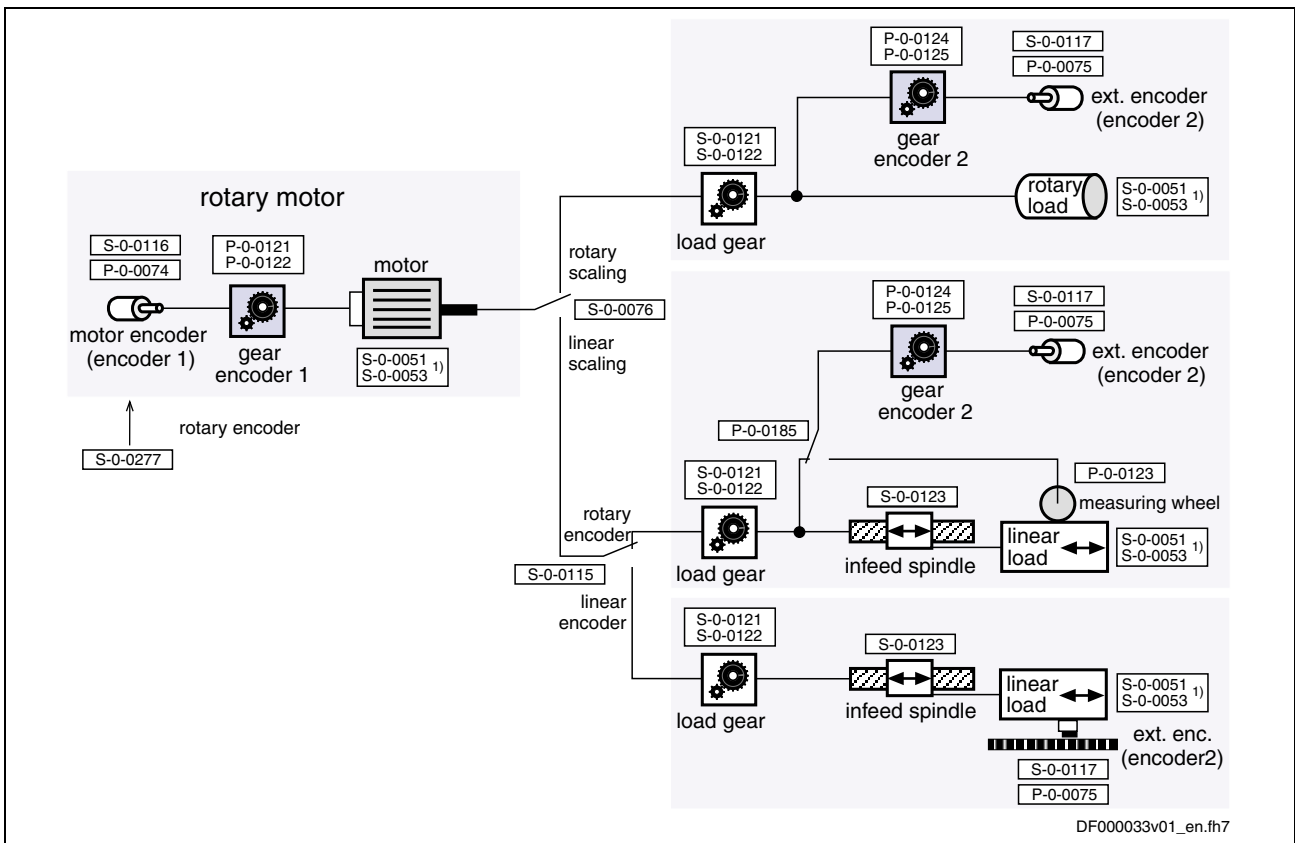 rotary motor
S-0-0116
P-0-0074
motor encoder
(encoder 1)
P-0-0121
P-0-0122
gear
encoder 1
motor
S-0-0051
S-0-0053 1)
rotary encoder
S-0-0277
rotary
scaling
S-0-0076
linear
scaling
rotary
encoder
S-0-0115
linear
encoder
S-0-0121
S-0-0122
load gear
P-0-0124
P-0-0125
gear
encoder 2
S-0-0117
P-0-0075
ext. encoder
(encoder 2)
rotary
load
S-0-0051
S-0-0053 1)
P-0-0124
P-0-0125
gear
encoder 2
S-0-0117
P-0-0075
ext. encoder
(encoder 2)
P-0-0185
S-0-0121
S-0-0122
load gear
S-0-0123
infeed spindle
P-0-0123
measuring wheel
linear
load
S-0-0051
S-0-0053 1)
S-0-0121
S-0-0122
load gear
S-0-0123
infeed spindle
linear
load
S-0-0051
S-0-0053 1)
ext. enc.
(encoder2)
S-0-0117
P-0-0075
DF000033v01_en.fh7